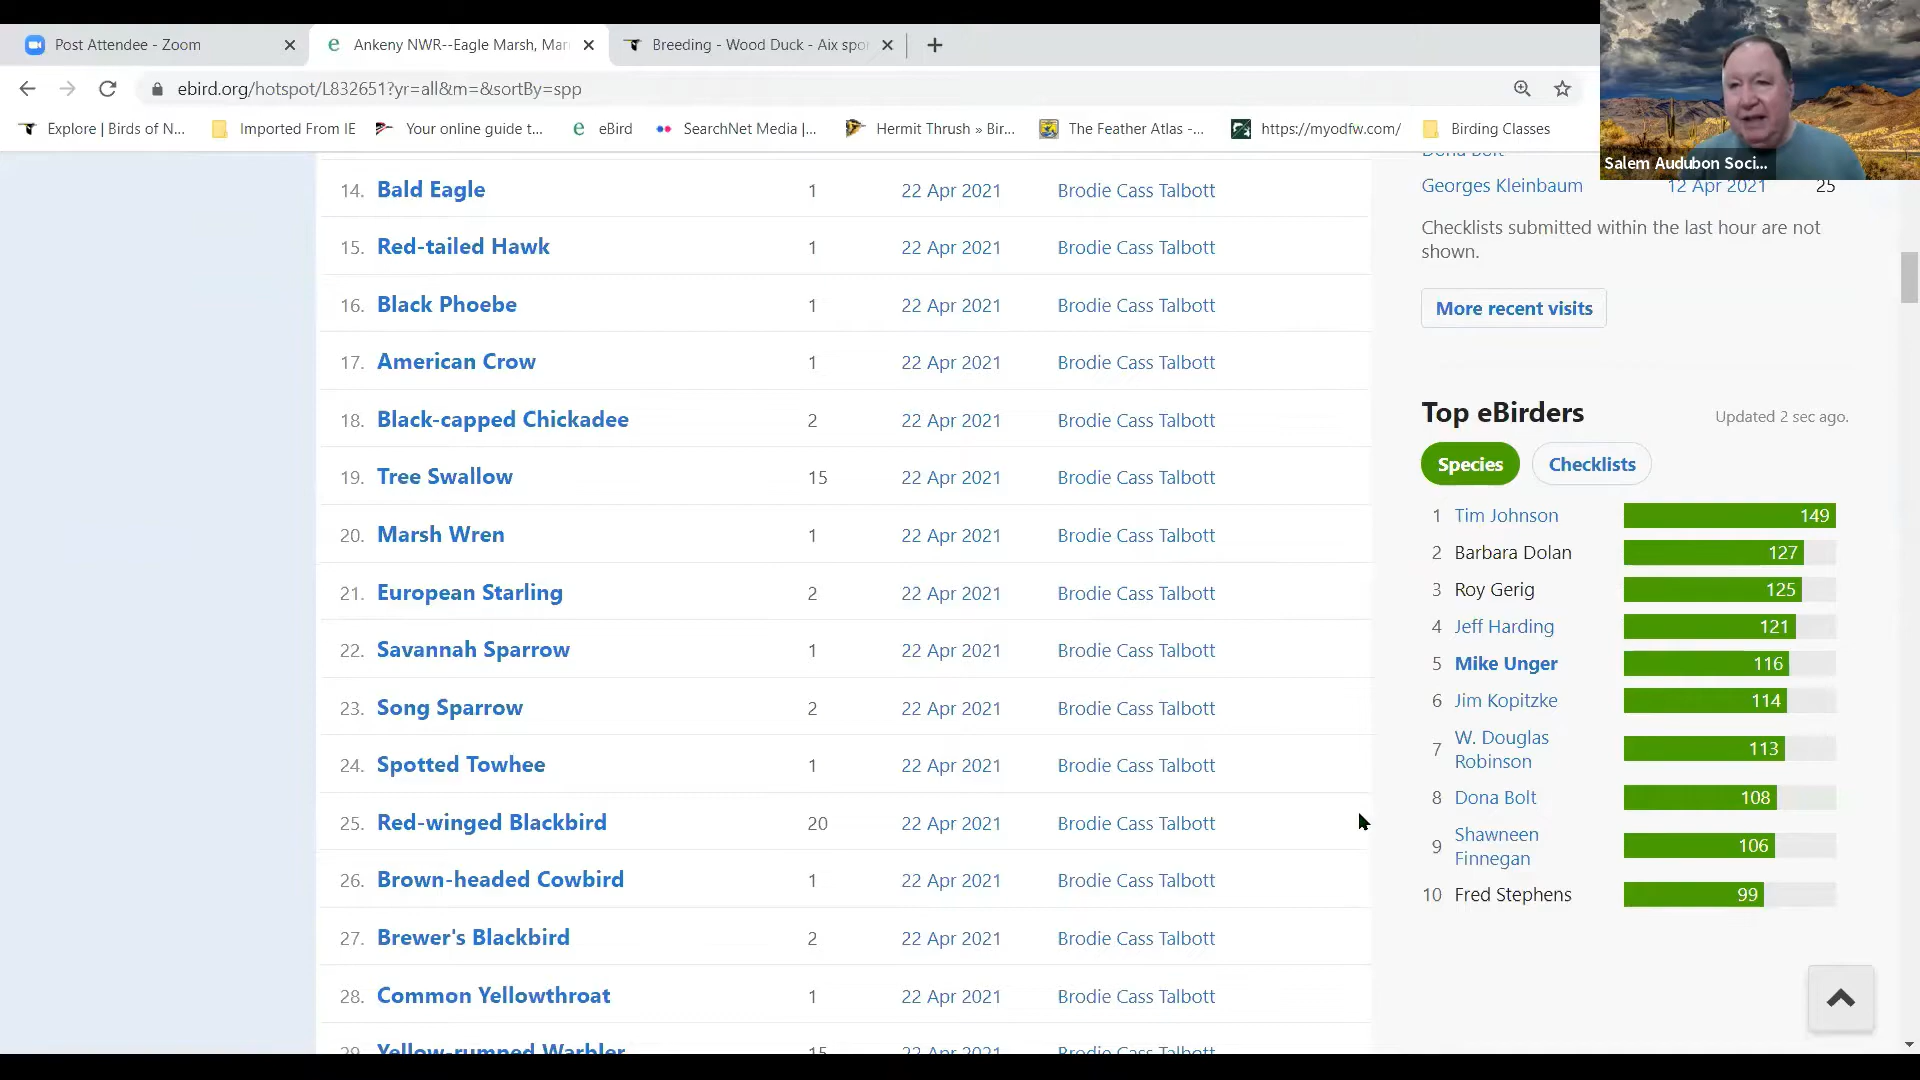 Post Attendee - Zoom
Ankeny NWR--Eagle Marsh, Mar
Breeding - Wood Duck - Aix spo
ebird.org/hotspot/L832651?yr=all&m=&sortBy=spp
Explore | Birds of N...
Imported From IE
Your online guide t...
eBird
SearchNet Media |...
Hermit Thrush » Bir...
The Feather Atlas -...
https://myodfw.com/
Birding Classes
Salem Audubon Soci...
14. Bald Eagle 1 22 Apr 2021 Brodie Cass Talbott
15. Red-tailed Hawk 1 22 Apr 2021 Brodie Cass Talbott
16. Black Phoebe 1 22 Apr 2021 Brodie Cass Talbott
17. American Crow 1 22 Apr 2021 Brodie Cass Talbott
18. Black-capped Chickadee 2 22 Apr 2021 Brodie Cass Talbott
19. Tree Swallow 15 22 Apr 2021 Brodie Cass Talbott
20. Marsh Wren 1 22 Apr 2021 Brodie Cass Talbott
21. European Starling 2 22 Apr 2021 Brodie Cass Talbott
22. Savannah Sparrow 1 22 Apr 2021 Brodie Cass Talbott
23. Song Sparrow 2 22 Apr 2021 Brodie Cass Talbott
24. Spotted Towhee 1 22 Apr 2021 Brodie Cass Talbott
25. Red-winged Blackbird 20 22 Apr 2021 Brodie Cass Talbott
26. Brown-headed Cowbird 1 22 Apr 2021 Brodie Cass Talbott
27. Brewer's Blackbird 2 22 Apr 2021 Brodie Cass Talbott
28. Common Yellowthroat 1 22 Apr 2021 Brodie Cass Talbott
29. Yellow-rumped Warbler 15 22 Apr 2021 Brodie Cass Talbott
Dona Bolt
Georges Kleinbaum 12 Apr 2021 25
Checklists submitted within the last hour are not
shown.
More recent visits
Top eBirders
Updated 2 sec ago.
Species Checklists
1 Tim Johnson 149
2 Barbara Dolan 127
3 Roy Gerig 125
4 Jeff Harding 121
5 Mike Unger 116
6 Jim Kopitzke 114
7 W. Douglas
Robinson 113
8 Dona Bolt 108
9 Shawneen
Finnegan 106
10 Fred Stephens 99